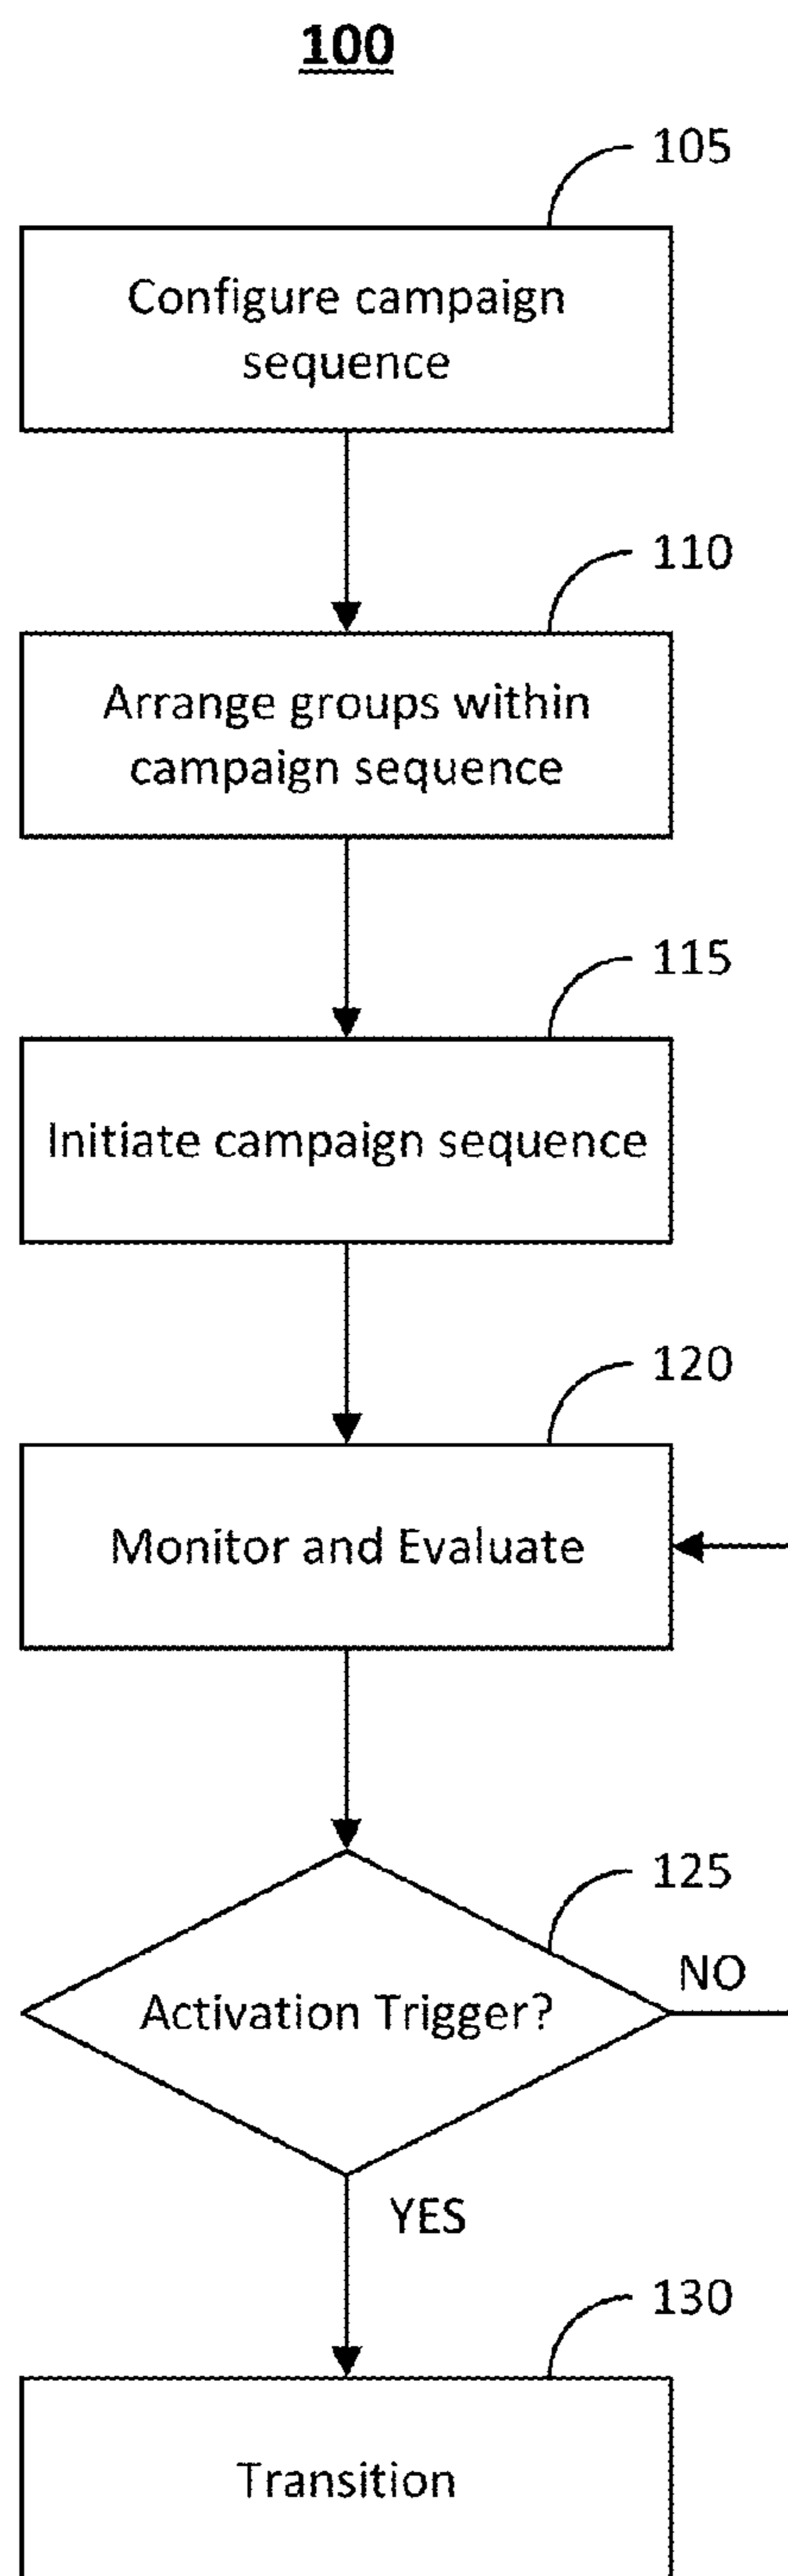 100
105
Configure campaign
sequence
110
Arrange groups within
campaign sequence
115
Initiate campaign sequence
120
Monitor and Evaluate
125
NO
Activation Trigger?
YES
130
Transition